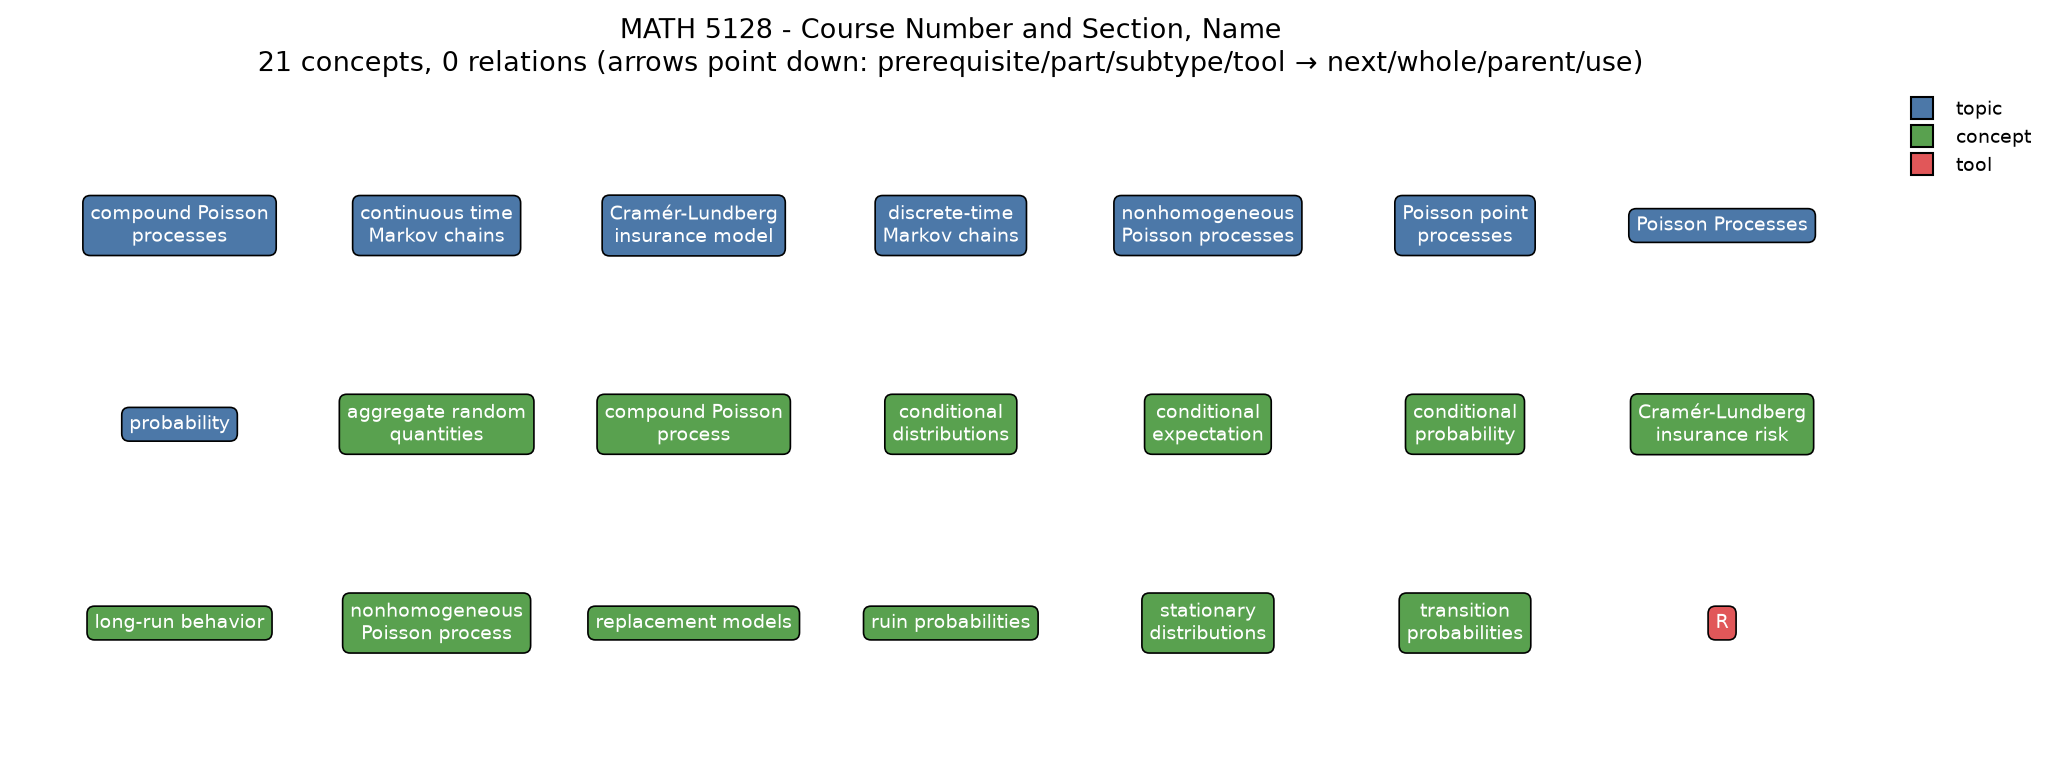 MATH 5128 - Course Number and Section, Name
21 concepts, 0 relations (arrows point down: prerequisite/part/subtype/tool → next/whole/parent/use)
topic
concept
tool
compound Poisson
processes
continuous time
Markov chains
Cramér-Lundberg
insurance model
discrete-time
Markov chains
nonhomogeneous
Poisson processes
Poisson point
processes
Poisson Processes
probability
aggregate random
quantities
compound Poisson
process
conditional
distributions
conditional
expectation
conditional
probability
Cramér-Lundberg
insurance risk
long-run behavior
nonhomogeneous
Poisson process
replacement models
ruin probabilities
stationary
distributions
transition
probabilities
R